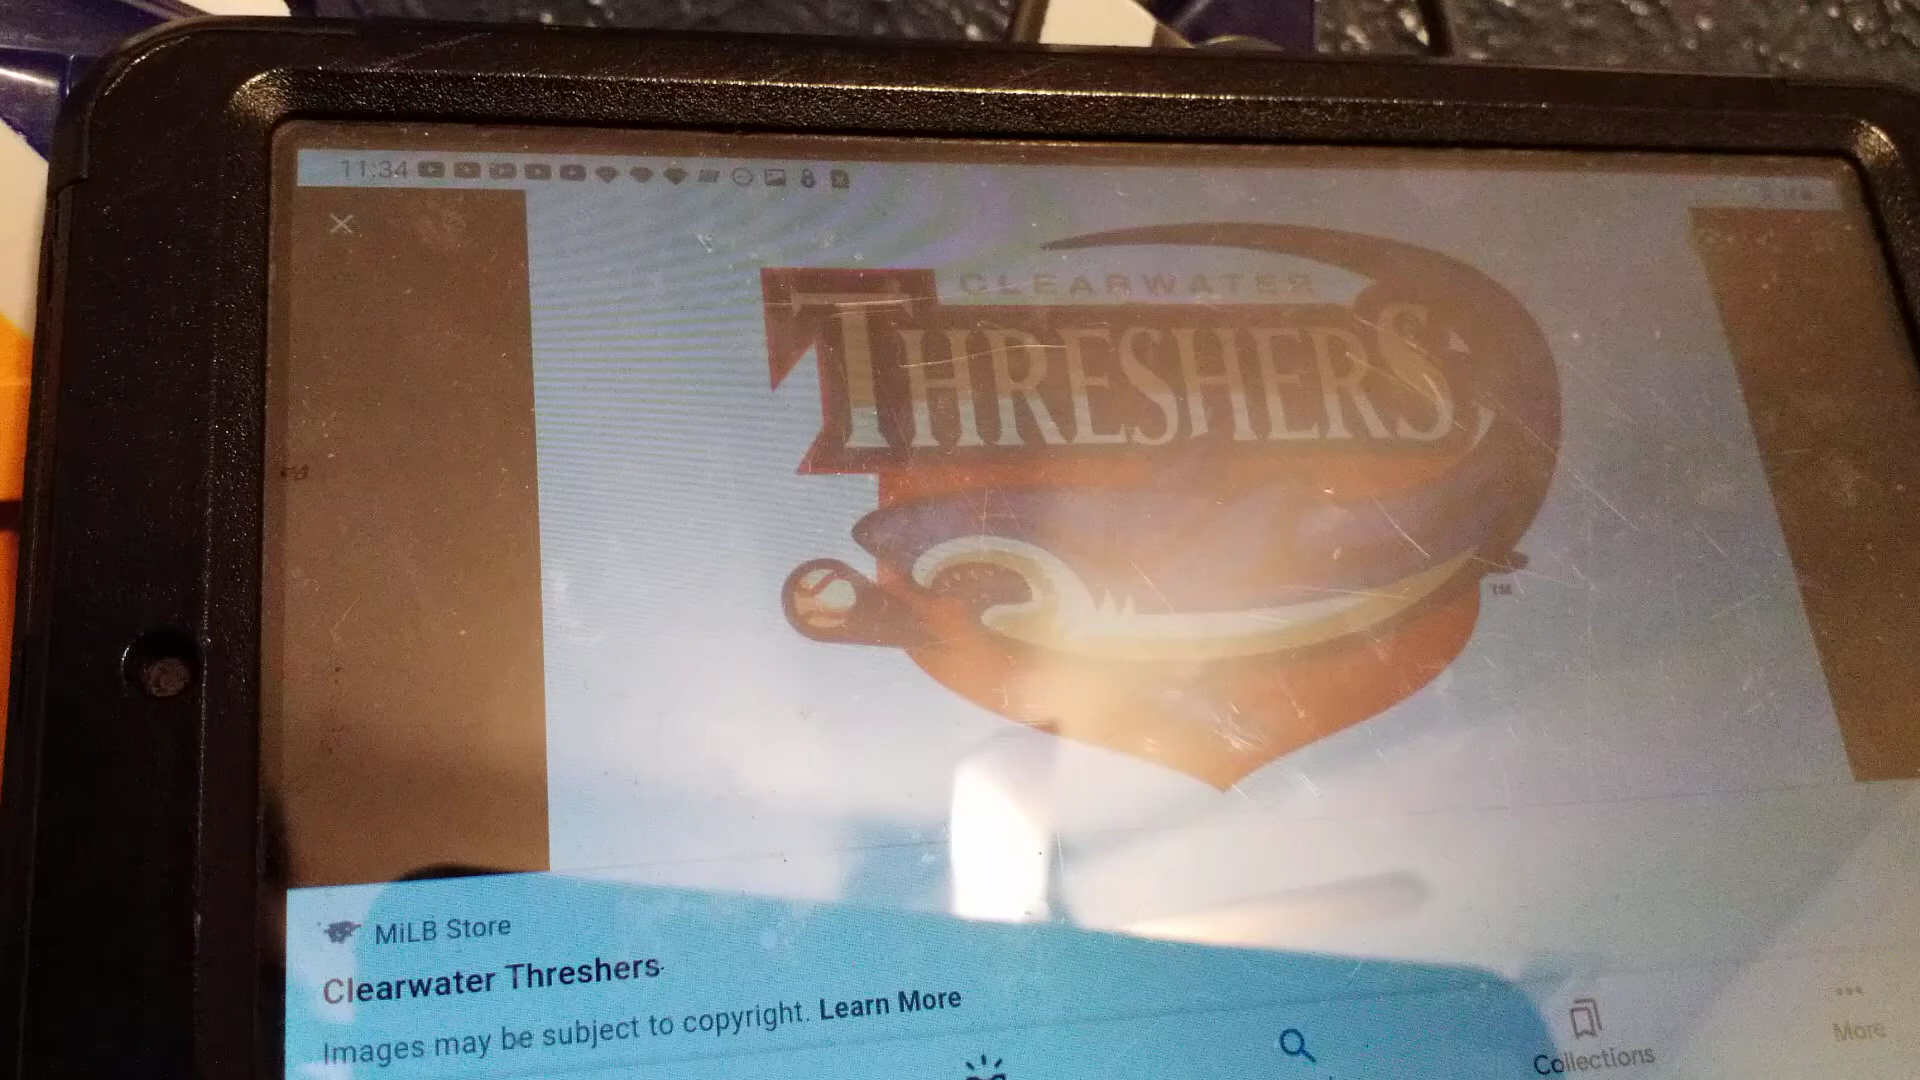 11:34
CLEARWATER
THRESHERS
TM
MiLB Store
Clearwater Threshers
Images may be subject to copyright. Learn More
Collections
More